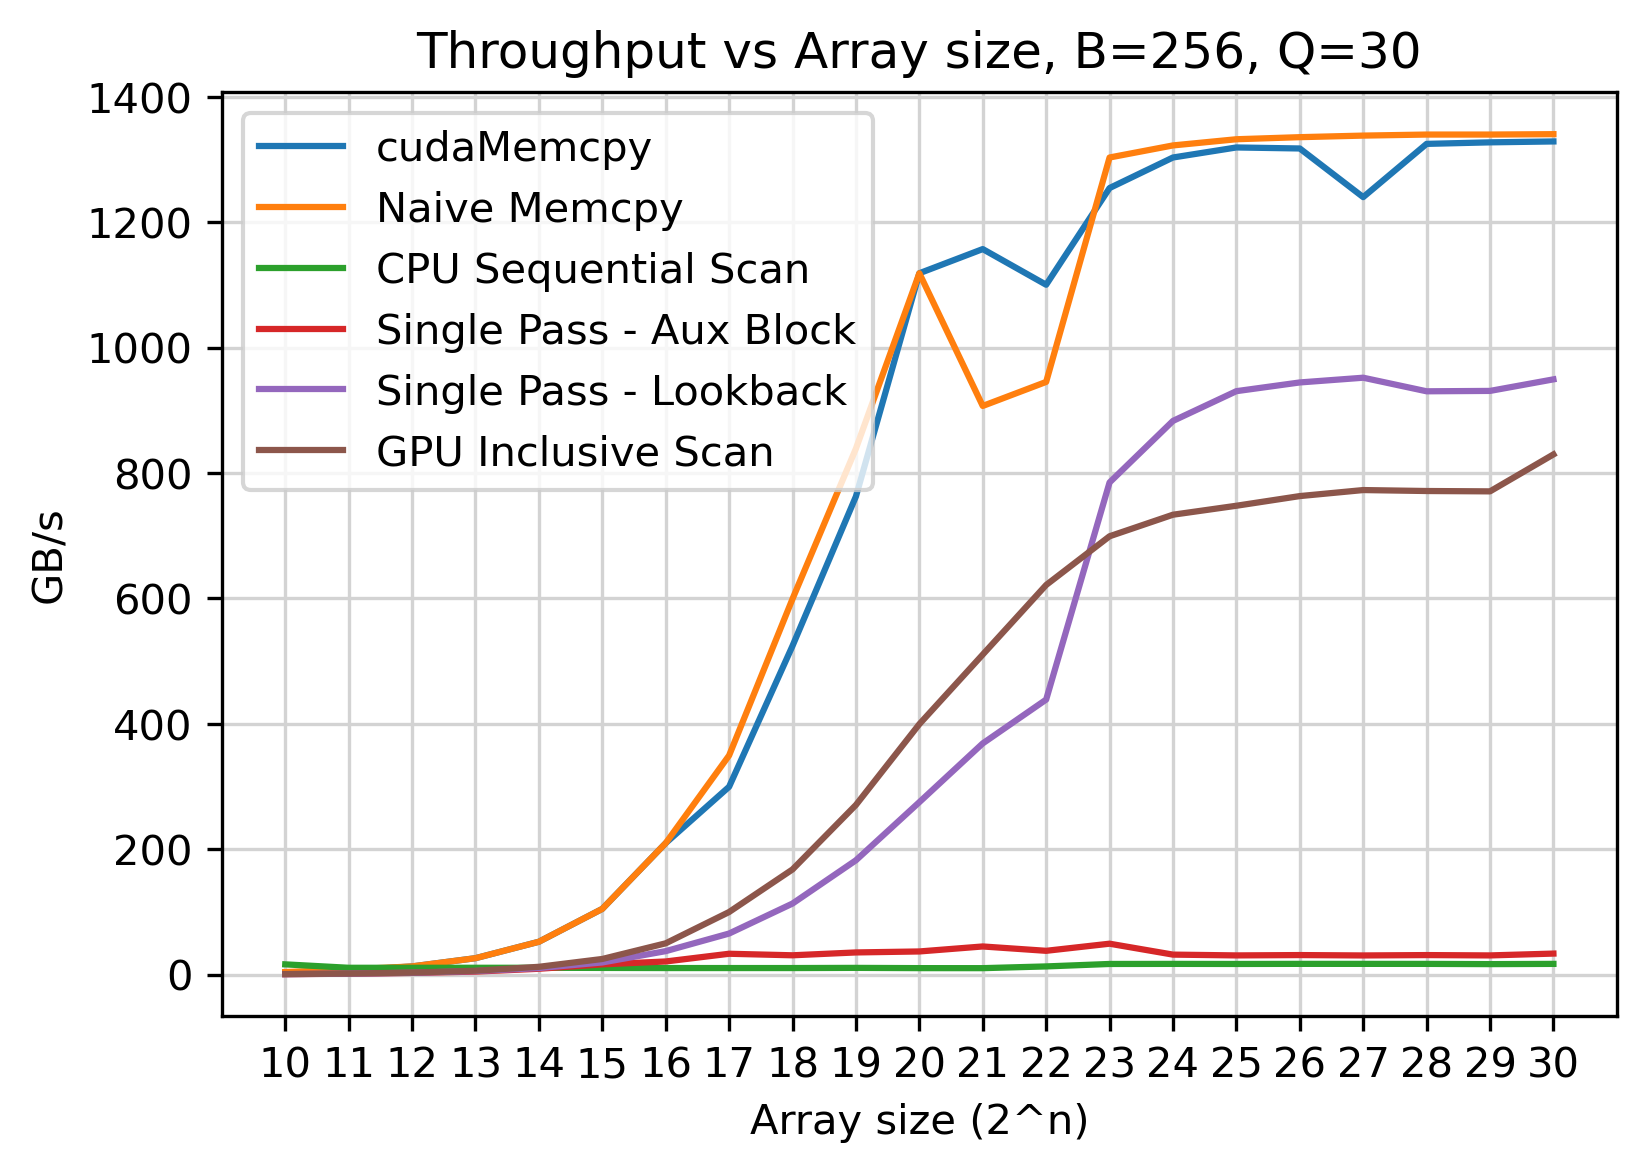 Throughput vs Array size, B=256, Q=30
1400
1200
1000
800
600
400
200
0
GB/s
cudaMemcpy
Naive Memcpy
CPU Sequential Scan
Single Pass - Aux Block
Single Pass - Lookback
GPU Inclusive Scan
10 11 12 13 14 15 16 17 18 19 20 21 22 23 24 25 26 27 28 29 30
Array size (2^n)